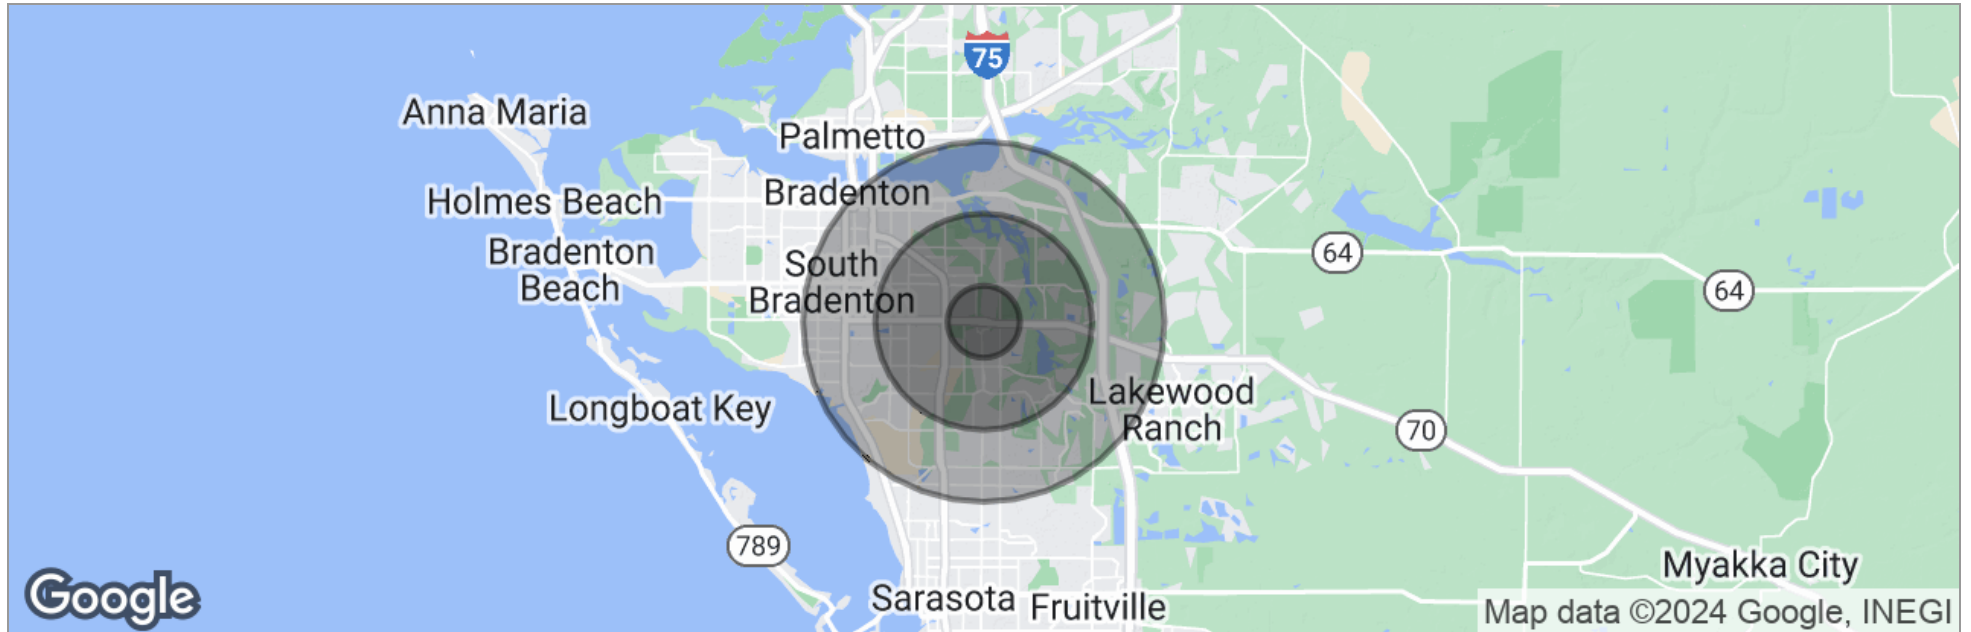 75
Anna Maria
Palmetto
Bradenton
Holmes Beach
Bradenton
Beach
South
Bradenton
64
64
Lakewood
Ranch
Longboat Key
70
789
Myakka City
Google
Sarasota
Fruitville
Map data ©2024 Google, INEGI